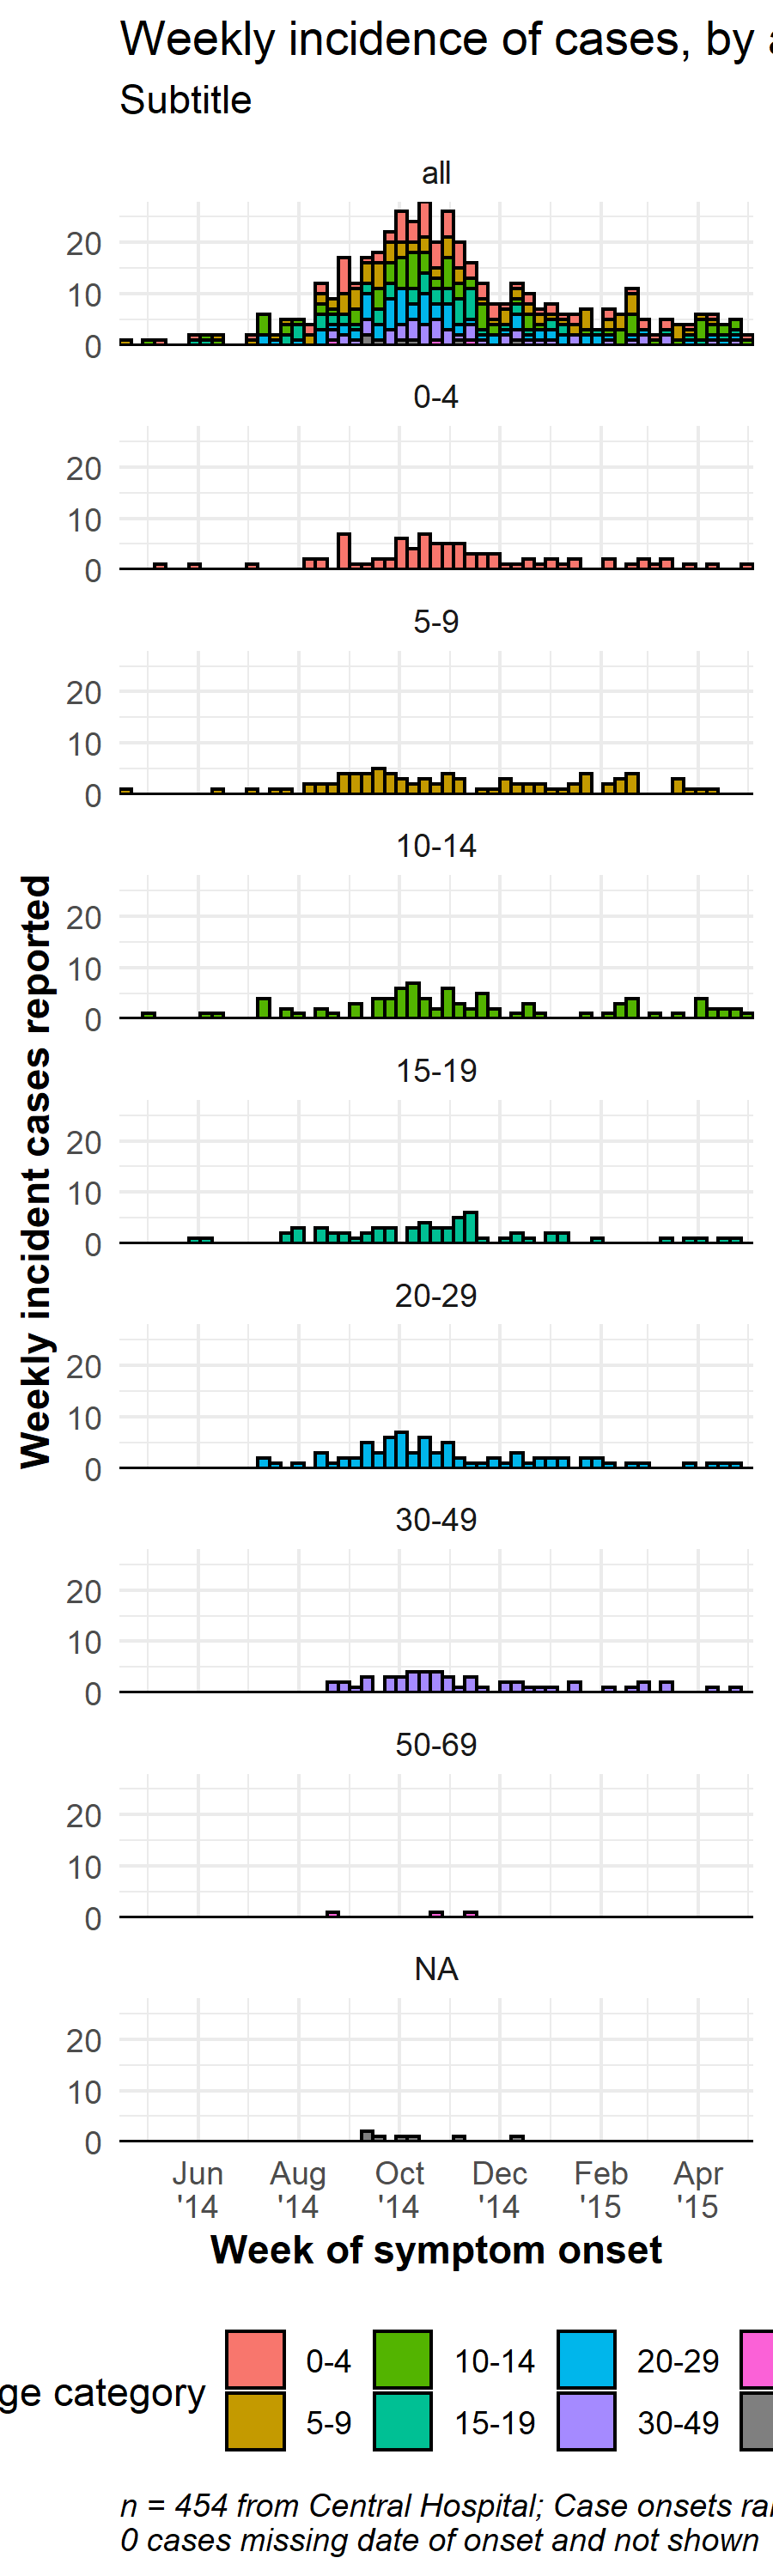 Weekly incidence of cases, by
Subtitle
all
20
10
0
0-4
20
10
0
5-9
20
10
0
10-14
20
10
0
15-19
20
10
0
20-29
20
10
0
30-49
20
10
0
50-69
20
10
0
NA
20
10
0
Weekly incident cases reported
Jun Aug Oct Dec Feb Apr
'14 '14 '14 '14 '15 '15
Week of symptom onset
ge category
0-4 10-14 20-29
5-9 15-19 30-49
n = 454 from Central Hospital; Case onsets
0 cases missing date of onset and not shown